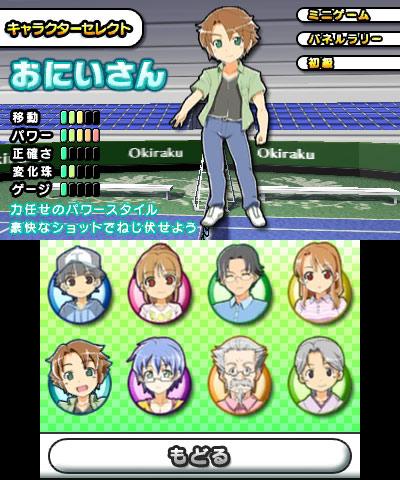 キャラクターセレクト
ミニゲーム
パネルラリー
初級
おにいさん
移動
パワー
正確さ
変化球
ゲージ
Okiraku
Okiraku
力任せのパワースタイル
豪快なショットでねじ伏せよう
もどる